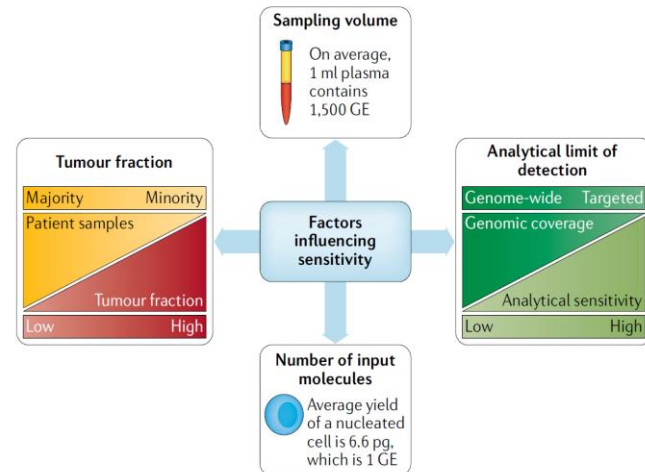 Sampling volume
On average,
1 ml plasma
contains
1,500 GE
Tumour fraction
Majority Minority
Patient samples
Tumour fraction
Low High
Factors
influencing
sensitivity
Analytical limit of
detection
Genome-wide Targeted
Genomic coverage
Analytical sensitivity
Low High
Number of input
molecules
Average yield
of a nucleated
cell is 6.6 pg,
which is 1 GE